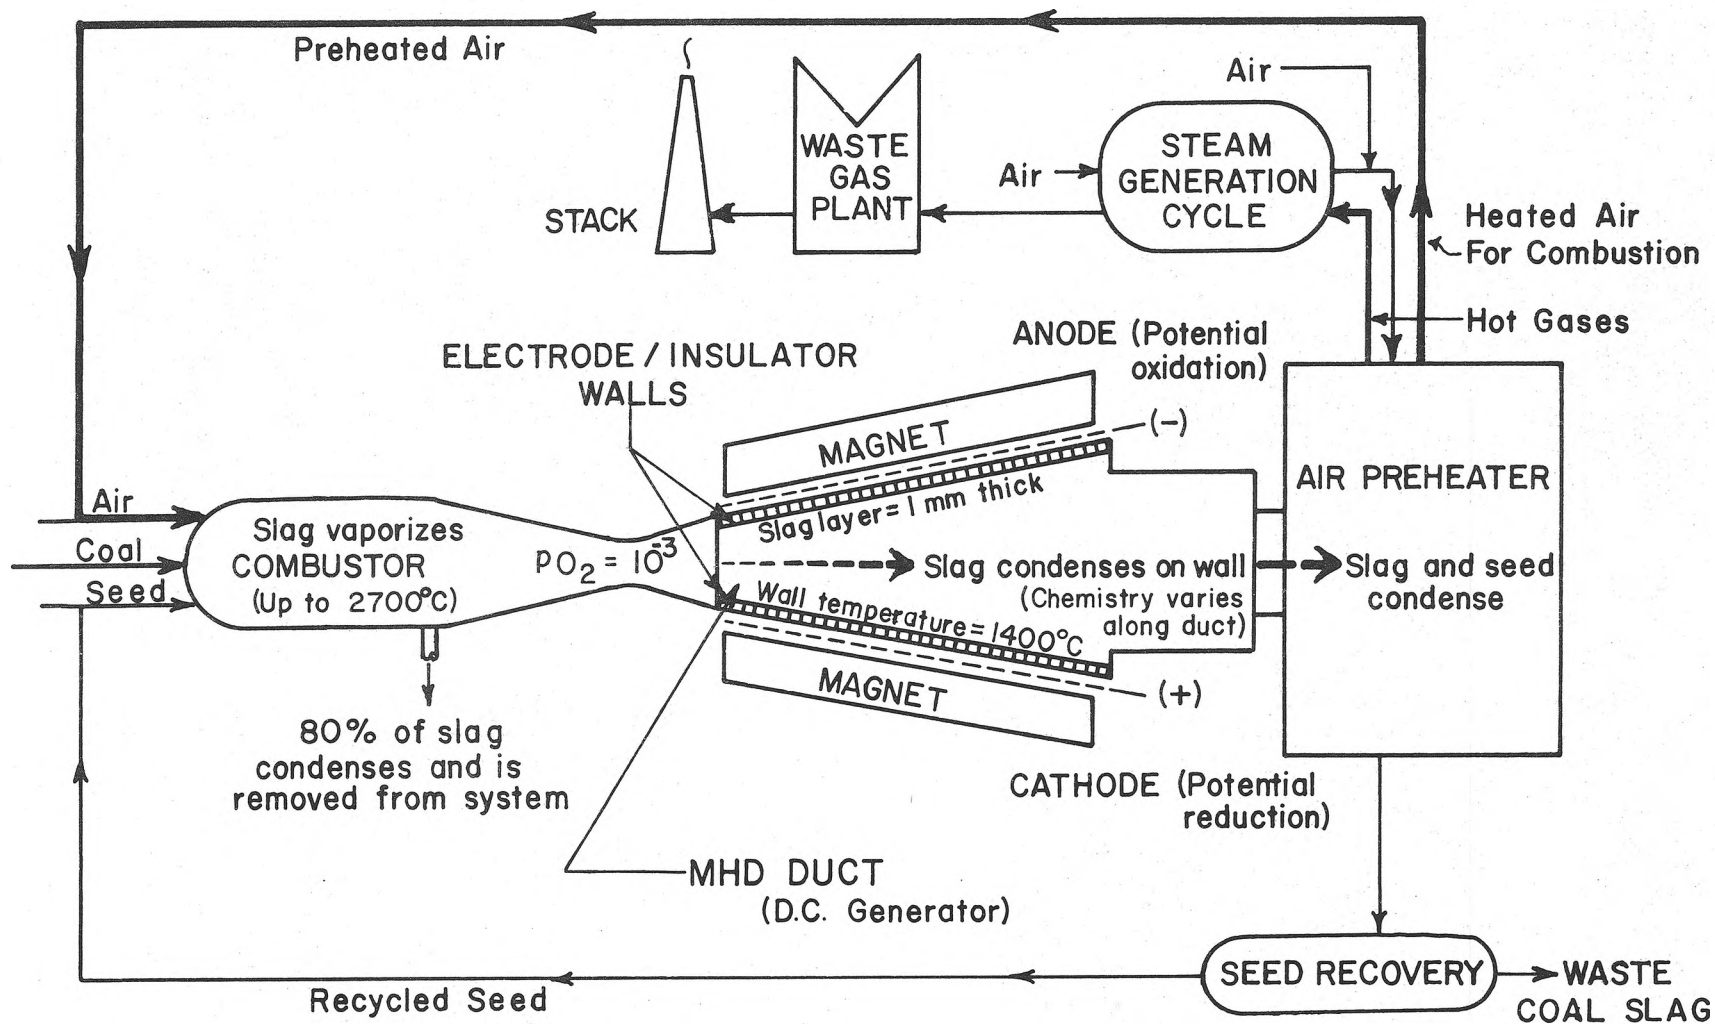 Preheated Air
Air
STEAM
GENERATION
CYCLE
Air
WASTE
GAS
PLANT
STACK
Heated Air
For Combustion
Hot Gases
ELECTRODE / INSULATOR
WALLS
ANODE (Potential
oxidation)
MAGNET
(-)
AIR PREHEATER
Slag layer = 1 mm thick
Air
Coal
Seed
Slag vaporizes
COMBUSTOR
(Up to 2700°C)
pO₂ = 10⁻³
Slag condenses on wall
(Chemistry varies
along duct)
Slag and seed
condense
Wall temperature = 1400°C
MAGNET
(+)
80% of slag
condenses and is
removed from system
CATHODE (Potential
reduction)
MHD DUCT
(D.C. Generator)
SEED RECOVERY
WASTE
COAL SLAG
Recycled Seed